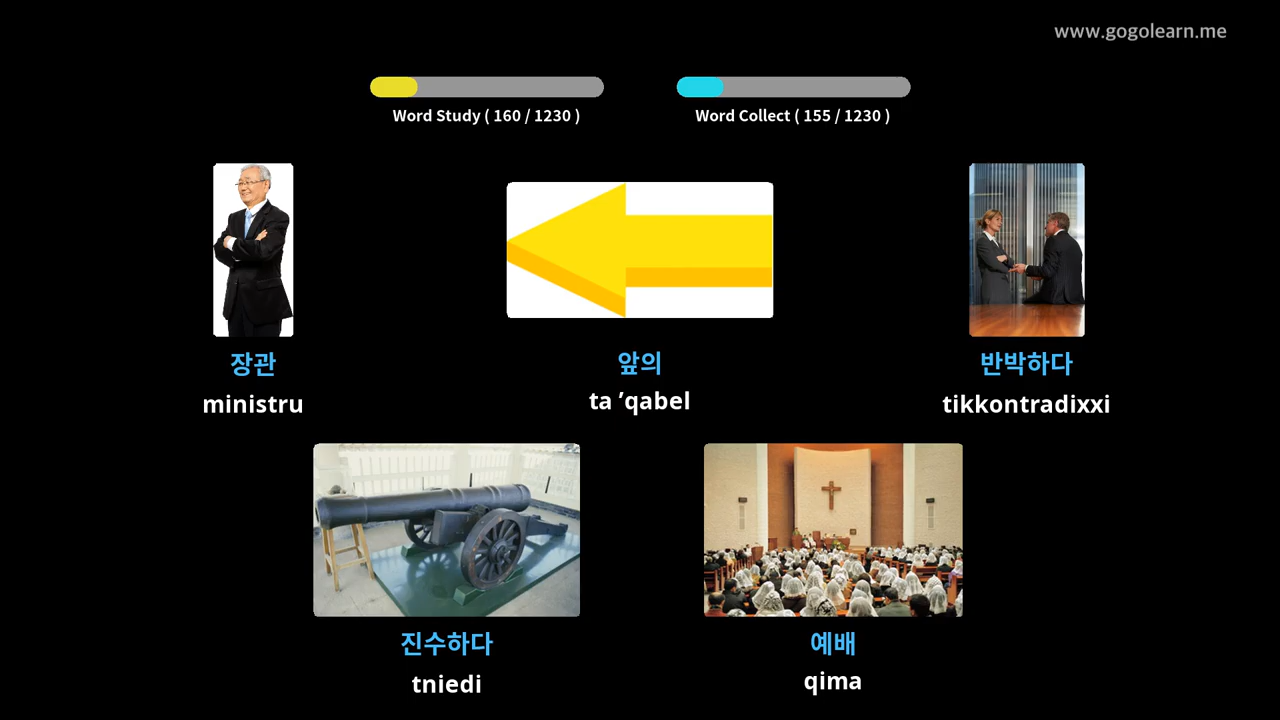 www.gogolearn.me
Word Study ( 160 / 1230 )
Word Collect ( 155 / 1230 )
장관
ministru
앞의
ta ’qabel
반박하다
tikkontradixxi
진수하다
tniedi
예배
qima